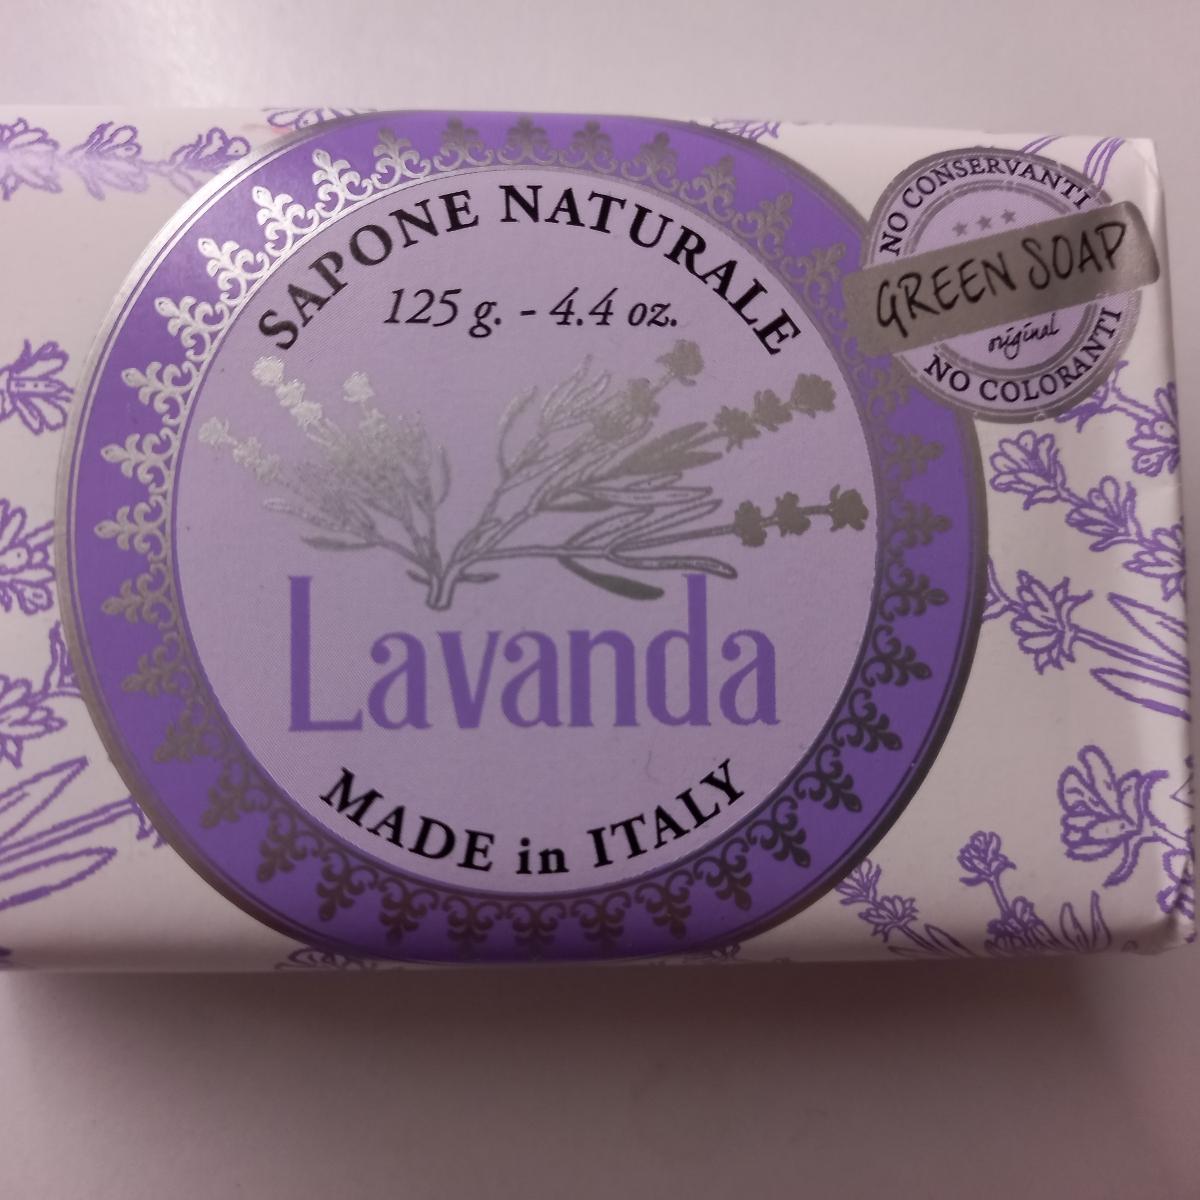 SAPONE NATURALE
125 g. - 4.4 oz.
Lavanda
MADE in ITALY
NO CONSERVANTI
GREEN SOAP
original
NO COLORANTI